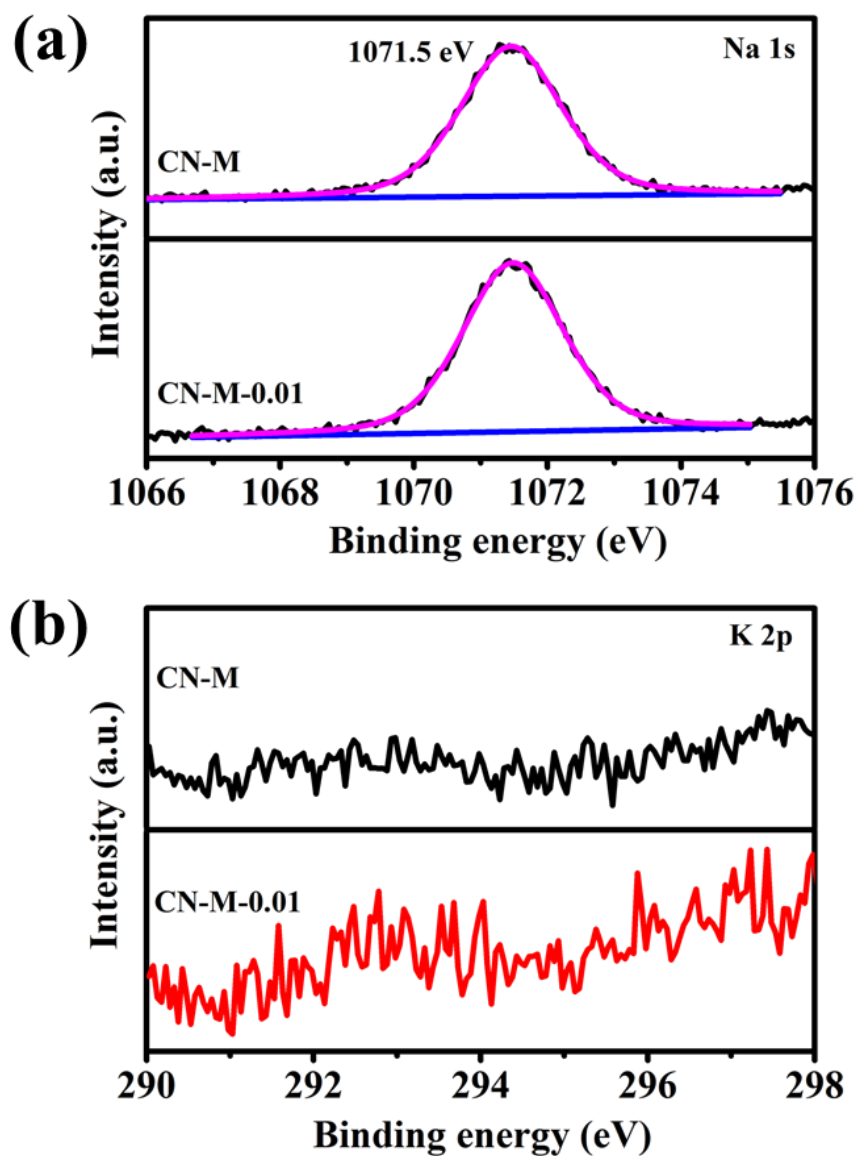 (a)
1071.5 eV
Na 1s
CN-M
CN-M-0.01
Intensity (a.u.)
1066 1068 1070 1072 1074 1076
Binding energy (eV)
(b)
K 2p
CN-M
CN-M-0.01
Intensity (a.u.)
290 292 294 296 298
Binding energy (eV)